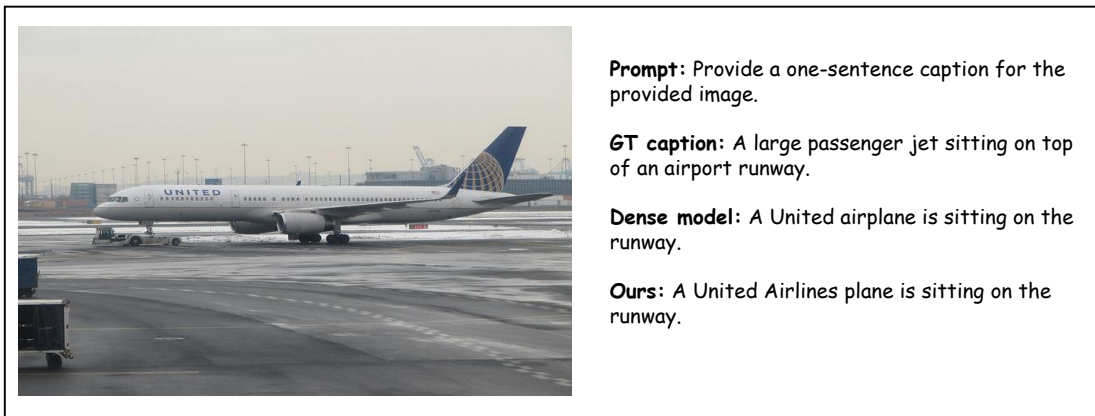 Prompt: Provide a one-sentence caption for the
provided image.
GT caption: A large passenger jet sitting on top
of an airport runway.
Dense model: A United airplane is sitting on the
runway.
Ours: A United Airlines plane is sitting on the
runway.
UNITED